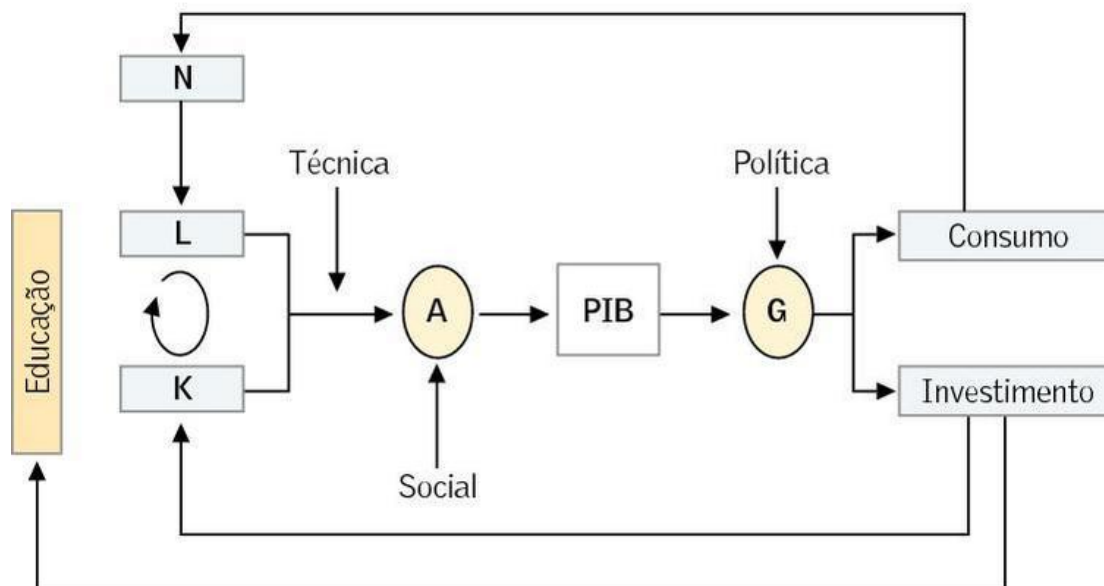 N
Técnica
Política
L
Consumo
Educação
A
PIB
G
K
Investimento
Social